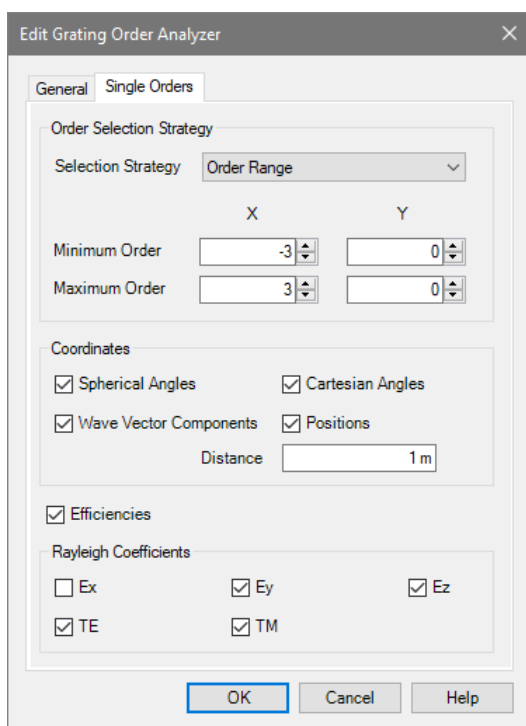 Edit Grating Order Analyzer
General Single Orders
Order Selection Strategy
Selection Strategy Order Range
X Y
Minimum Order -3 0
Maximum Order 3 0
Coordinates
Spherical Angles Cartesian Angles
Wave Vector Components Positions
Distance 1 m
Efficiencies
Rayleigh Coefficients
Ex Ey Ez
TE TM
OK Cancel Help